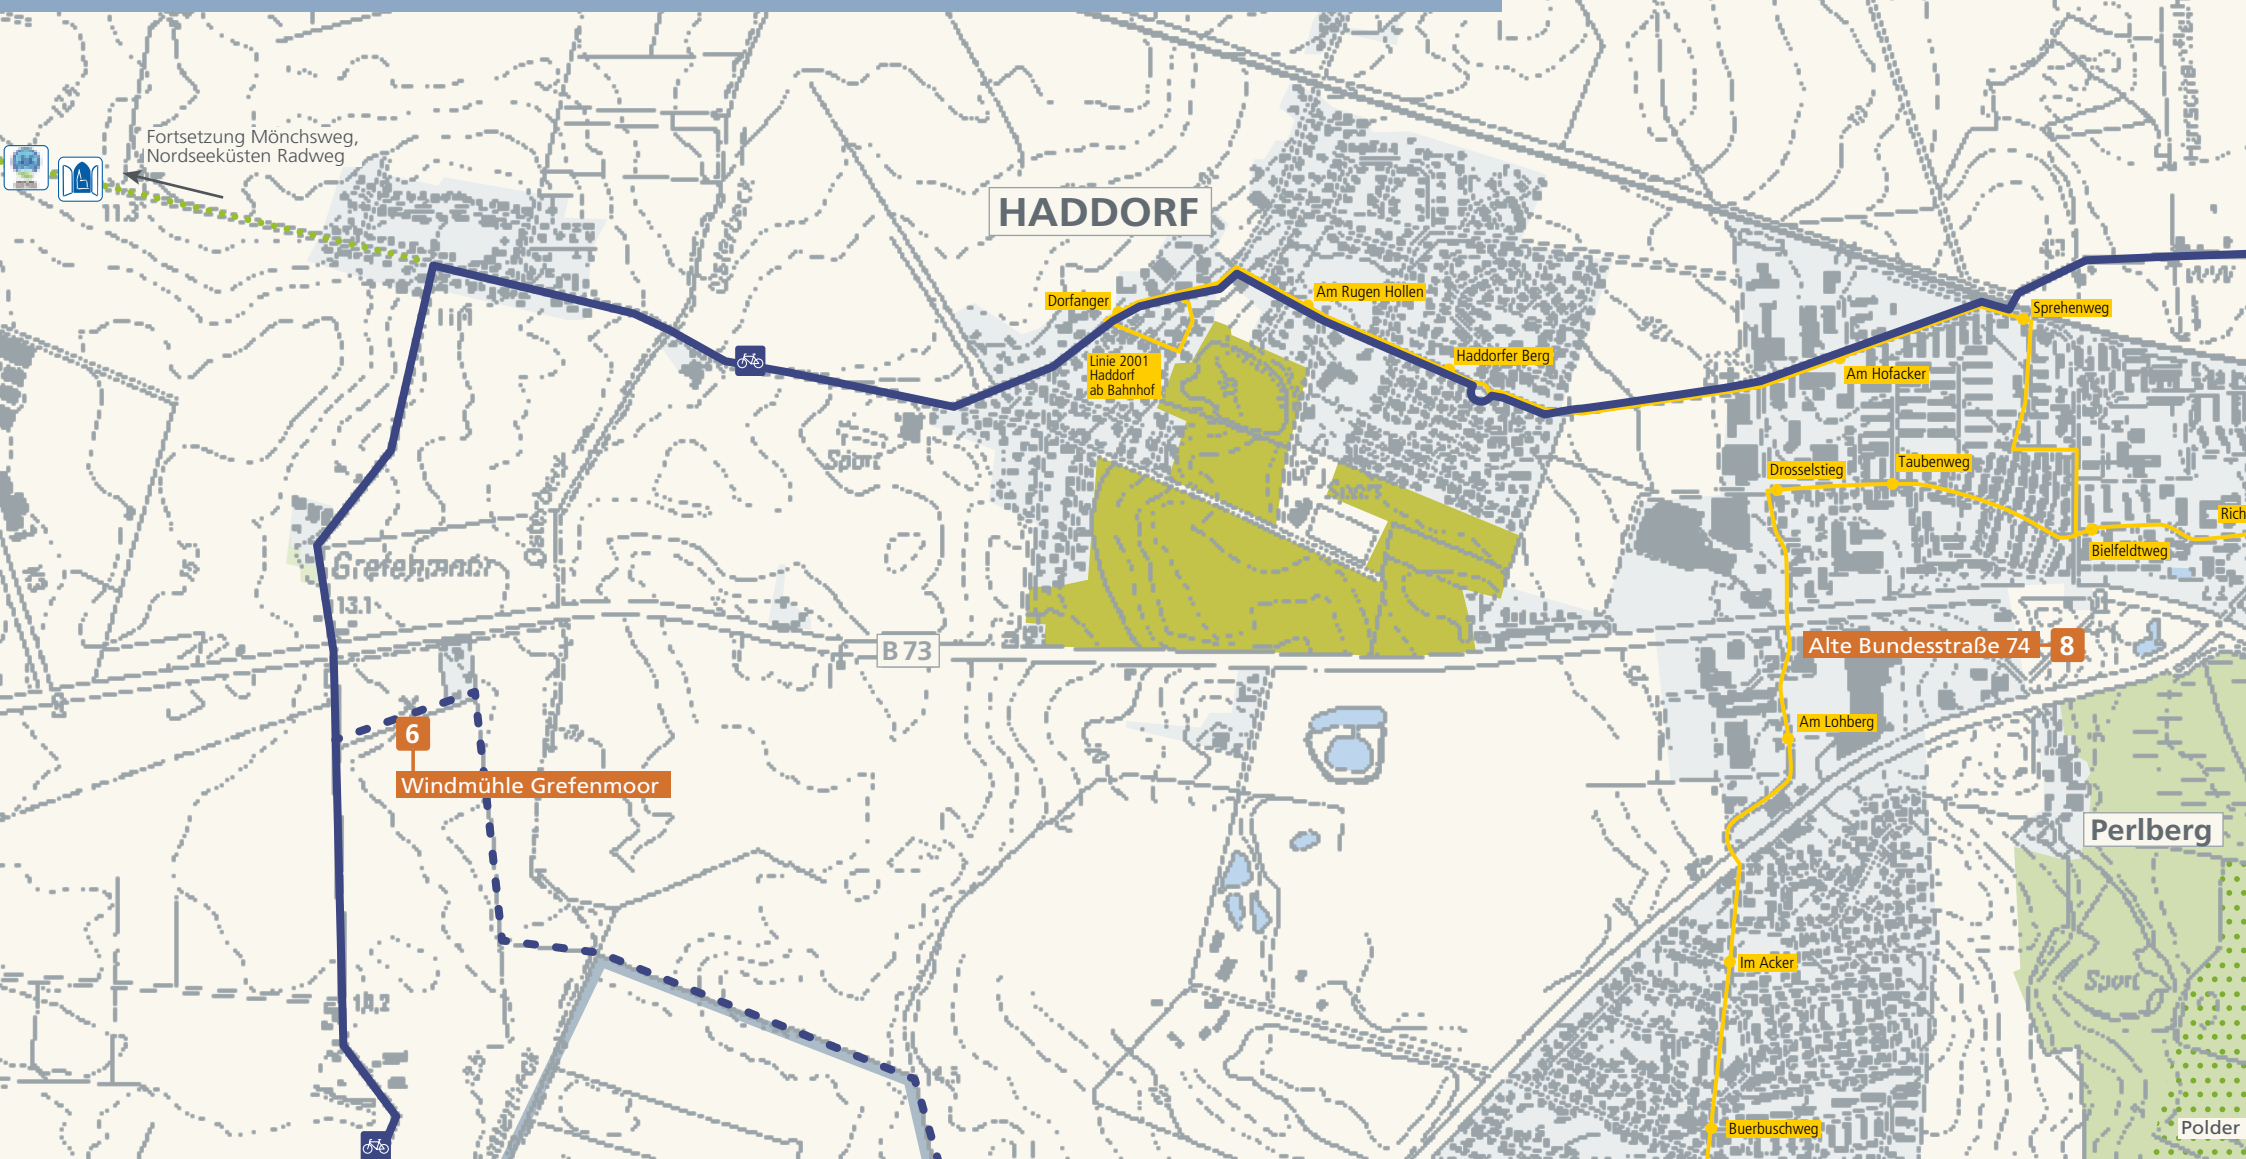 Fortsetzung Mönchsweg,
Nordseeküsten Radweg
11.3
HADDORF
Dorfanger
Am Rugen Hollen
Sprehenweg
Linie 2001
Haddorf
ab Bahnhof
Haddorfer Berg
Am Hofacker
Sport
Drosselstieg
Taubenweg
Rich
Bielfeldtweg
Grefenmoor
13.1
B 73
Alte Bundesstraße 74
8
Am Lohberg
6
Windmühle Grefenmoor
Perlberg
Im Acker
Sport
14.2
Buerbuschweg
Polder